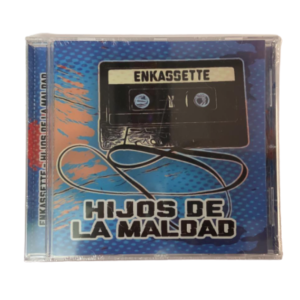 ENKASSETTE
HIJOS DE
LA MALDAD
ENKASSETTE - HIJOS DE LA MALDAD